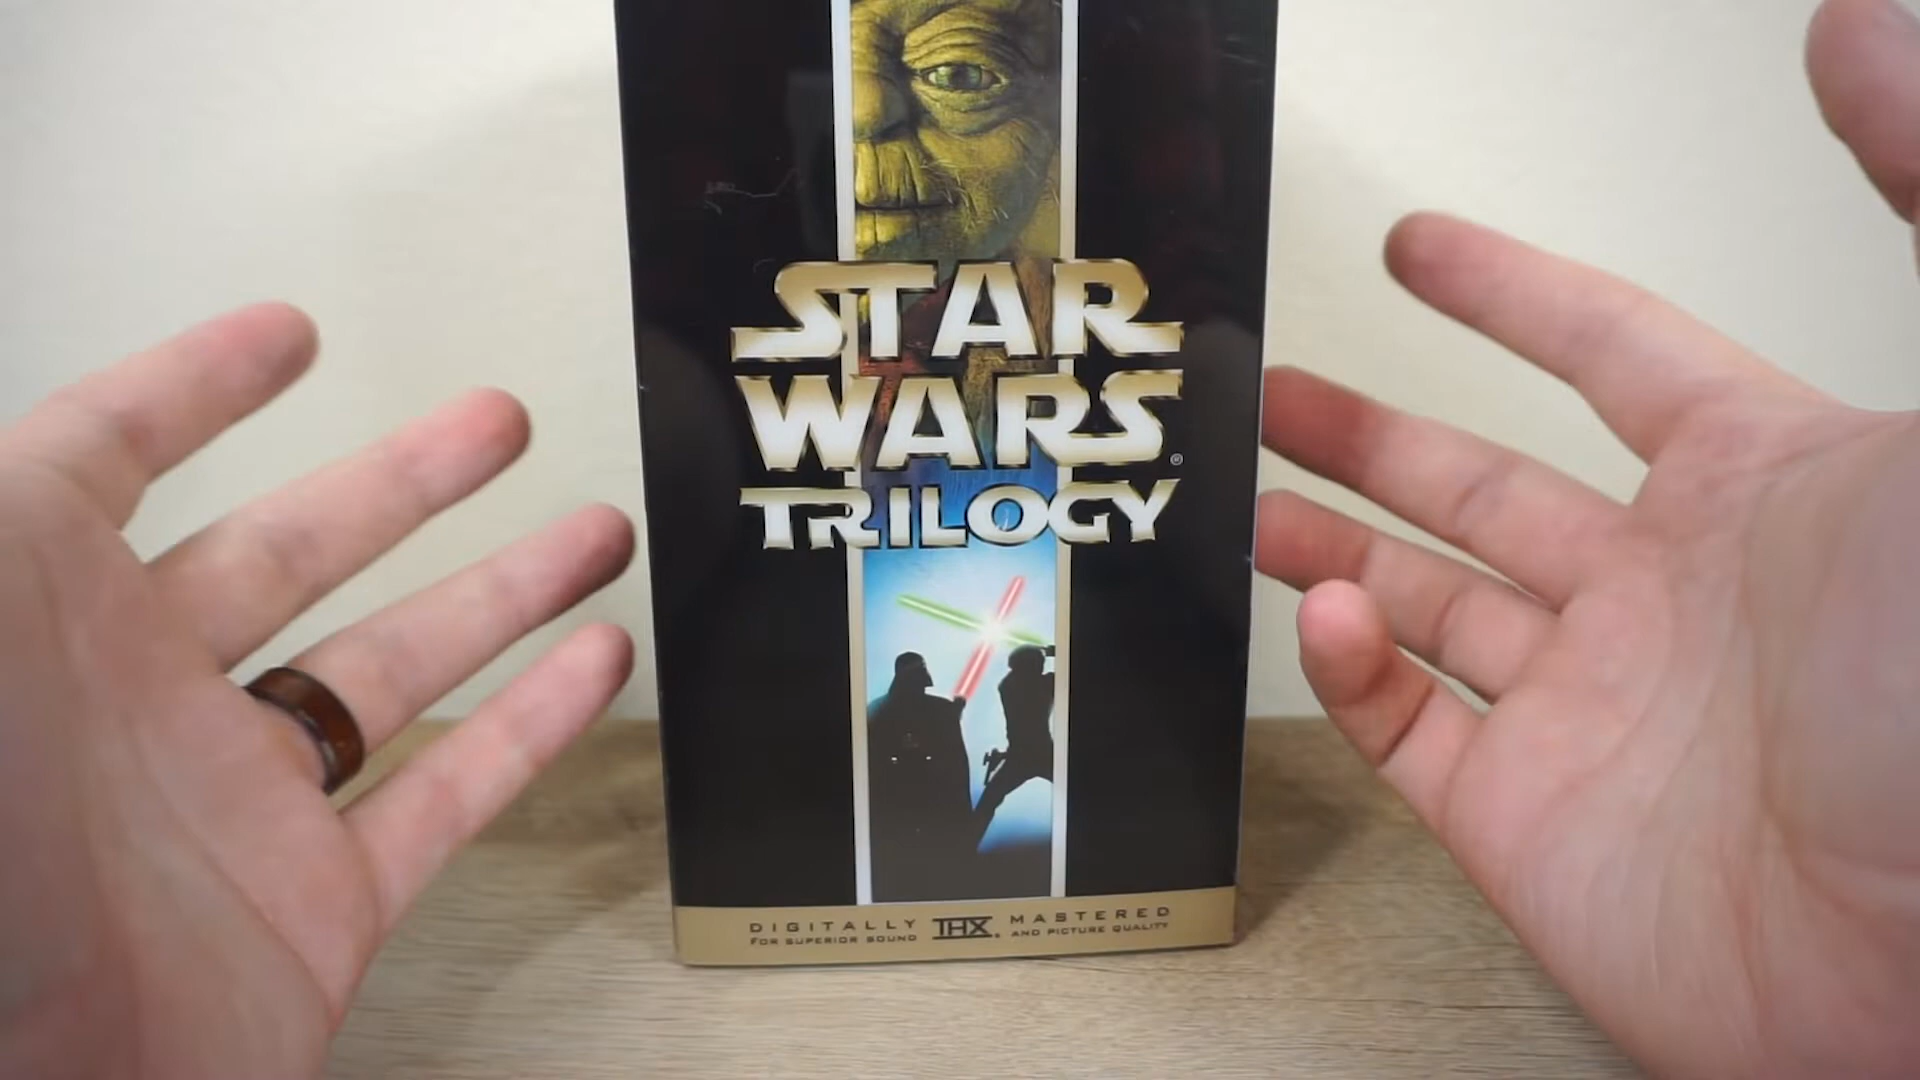 STAR
WARS®
TRILOGY
DIGITALLY THX® MASTERED
FOR SUPERIOR SOUND AND PICTURE QUALITY